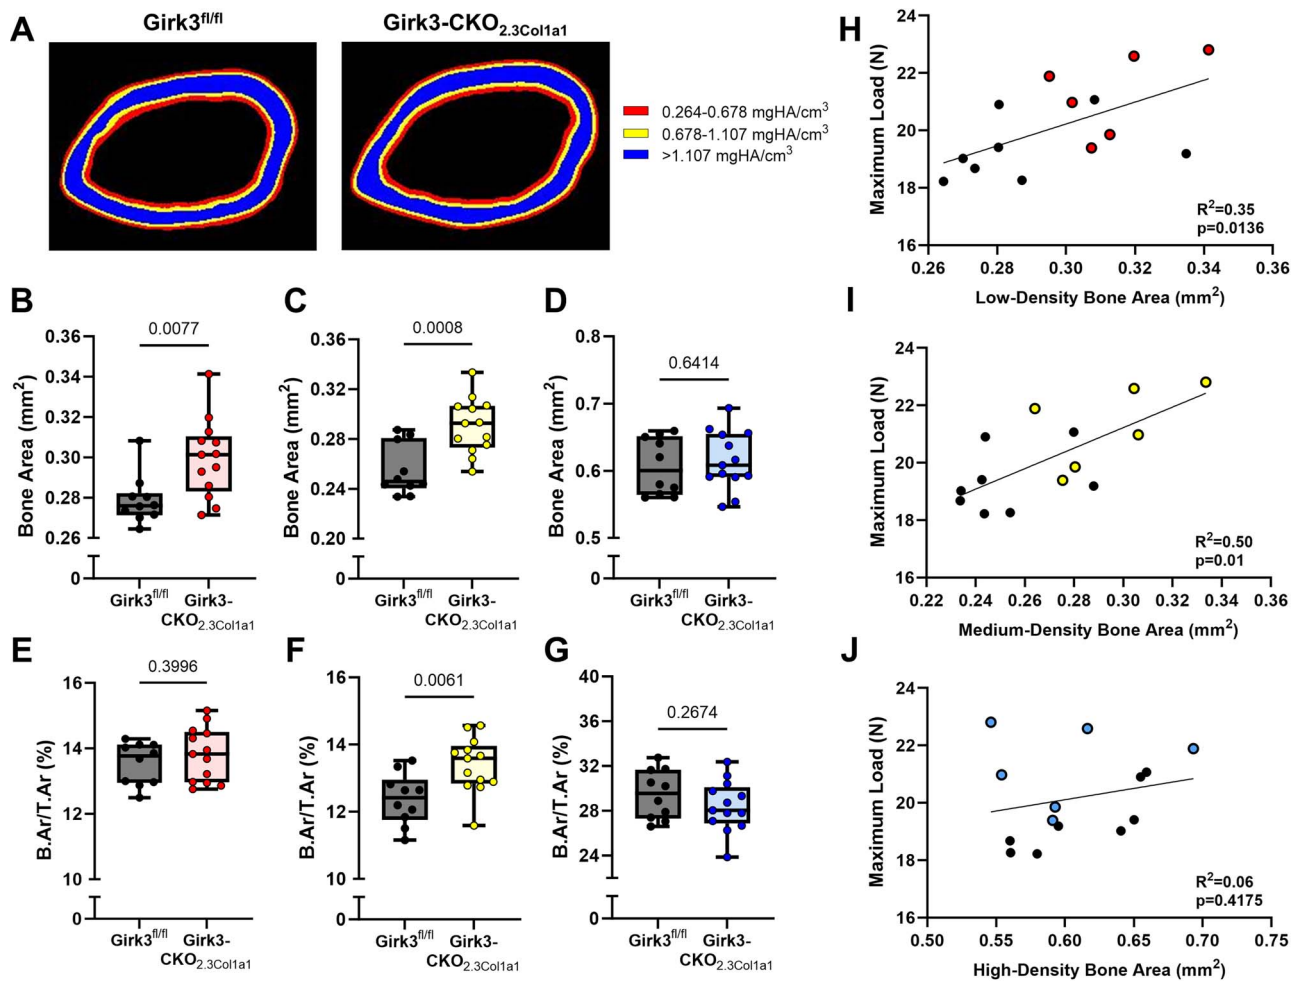 A
Girk3fl/fl
Girk3-CKO2.3Col1a1
0.264-0.678 mgHA/cm3
0.678-1.107 mgHA/cm3
>1.107 mgHA/cm3
B
0.0077
Bone Area (mm2)
0.36
0.34
0.32
0.30
0.28
0.26
0
Girk3fl/fl
Girk3-
CKO2.3Col1a1
C
0.0008
Bone Area (mm2)
0.36
0.32
0.28
0.24
0.20
0
Girk3fl/fl
Girk3-
CKO2.3Col1a1
D
0.6414
Bone Area (mm2)
0.8
0.7
0.6
0.5
0
Girk3fl/fl
Girk3-
CKO2.3Col1a1
E
0.3996
B.Ar/T.Ar (%)
16
14
12
10
0
Girk3fl/fl
Girk3-
CKO2.3Col1a1
F
0.0061
B.Ar/T.Ar (%)
16
14
12
10
0
Girk3fl/fl
Girk3-
CKO2.3Col1a1
G
0.2674
B.Ar/T.Ar (%)
40
36
32
28
24
0
Girk3fl/fl
Girk3-
CKO2.3Col1a1
H
Maximum Load (N)
24
22
20
18
16
R2=0.35
p=0.0136
0.26 0.28 0.30 0.32 0.34 0.36
Low-Density Bone Area (mm2)
I
Maximum Load (N)
24
22
20
18
16
R2=0.50
p=0.01
0.22 0.24 0.26 0.28 0.30 0.32 0.34 0.36
Medium-Density Bone Area (mm2)
J
Maximum Load (N)
24
22
20
18
16
R2=0.06
p=0.4175
0.50 0.55 0.60 0.65 0.70 0.75
High-Density Bone Area (mm2)